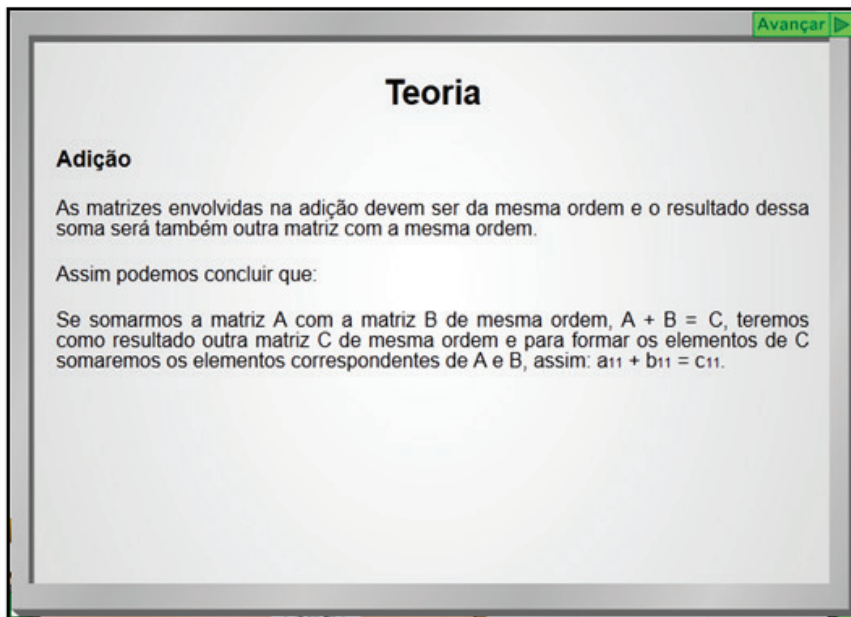 Avançar
Teoria
Adição
As matrizes envolvidas na adição devem ser da mesma ordem e o resultado dessa
soma será também outra matriz com a mesma ordem.
Assim podemos concluir que:
Se somarmos a matriz A com a matriz B de mesma ordem, A + B = C, teremos
como resultado outra matriz C de mesma ordem e para formar os elementos de C
somaremos os elementos correspondentes de A e B, assim: a11 + b11 = c11.